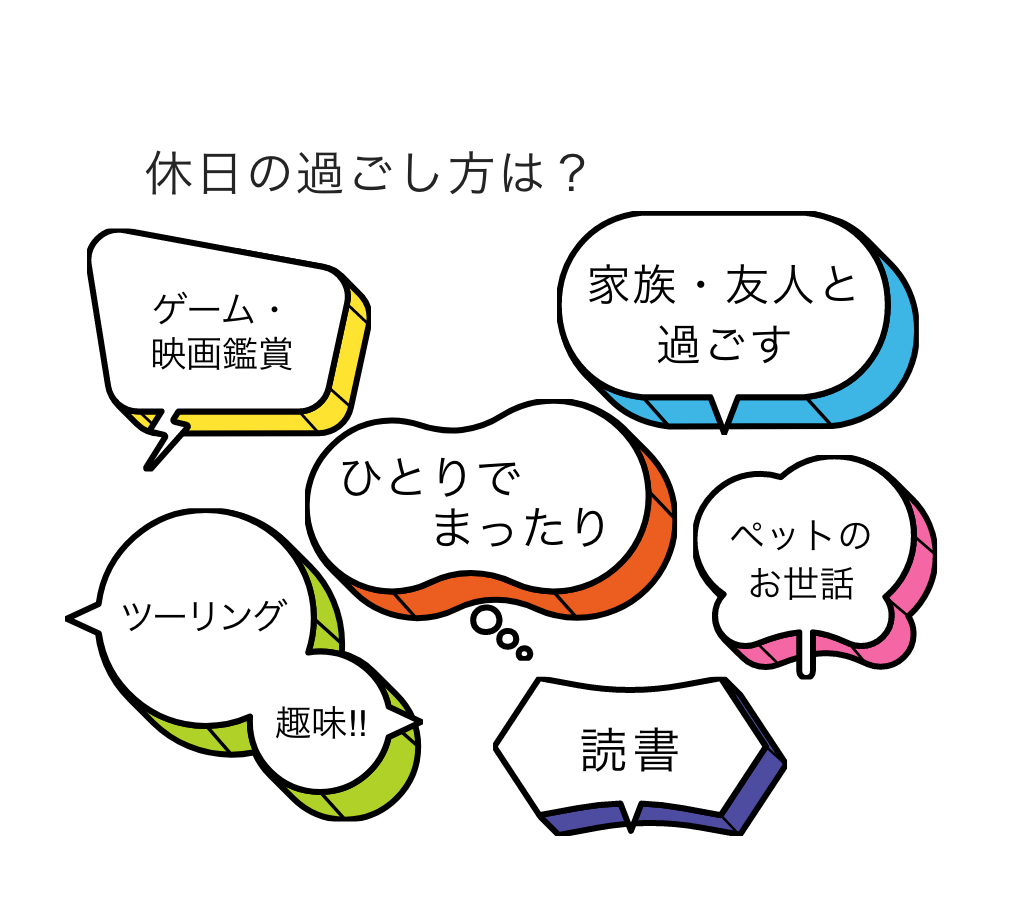 休日の過ごし方は？
ゲーム・
映画鑑賞
家族・友人と
過ごす
ひとりで
まったり
ペットの
お世話
ツーリング
趣味!!
読書